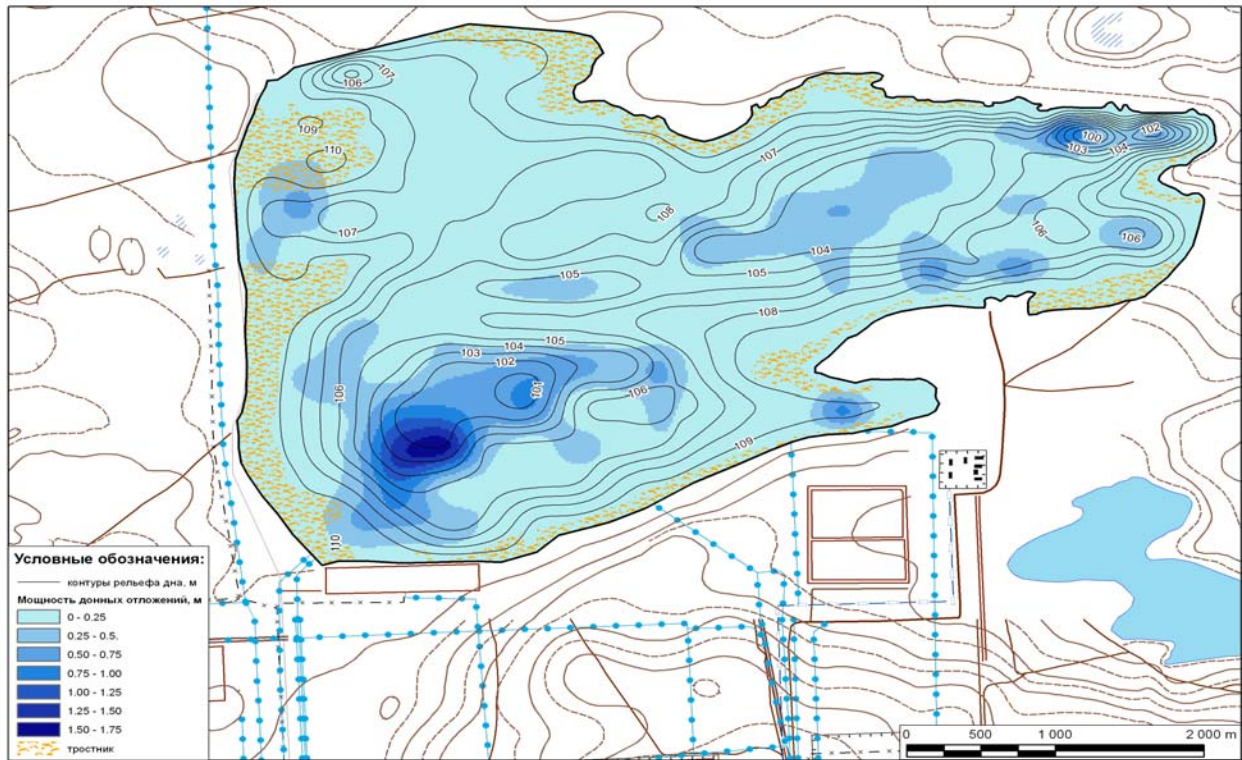 107
106
109
110
107
107
100
102
103
104
108
106
106
104
105
105
108
105
104
103
102
101
106
106
109
110
Условные обозначения:
контуры рельефа дна, м
Мощность донных отложений, м
0 - 0.25
0.25 - 0.5.
0.50 - 0.75
0.75 - 1.00
1.00 - 1.25
1.25 - 1.50
1.50 - 1.75
тростник
0 500 1 000 2 000 m